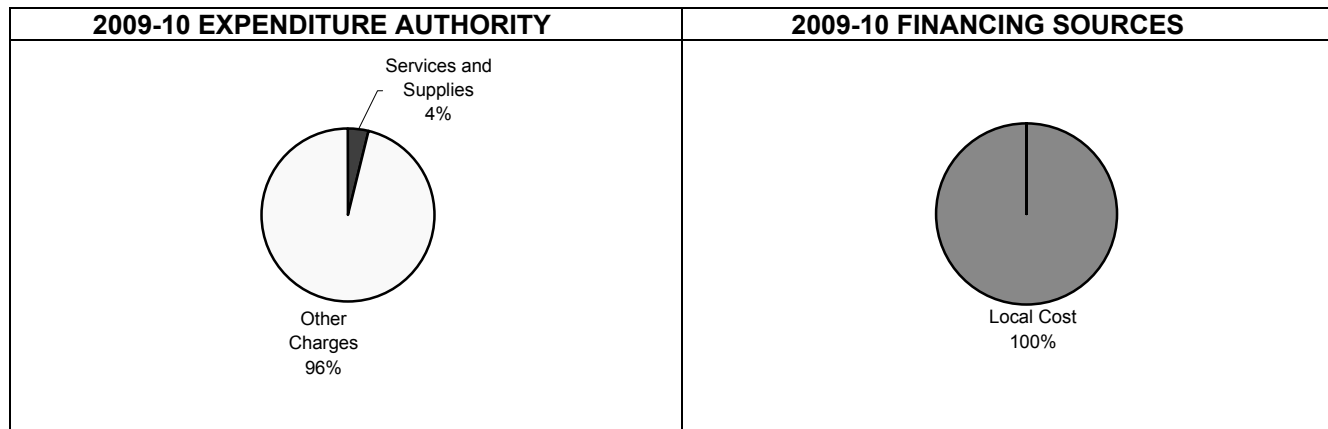 2009-10 EXPENDITURE AUTHORITY
Services and
Supplies
4%
Other
Charges
96%
2009-10 FINANCING SOURCES
Local Cost
100%